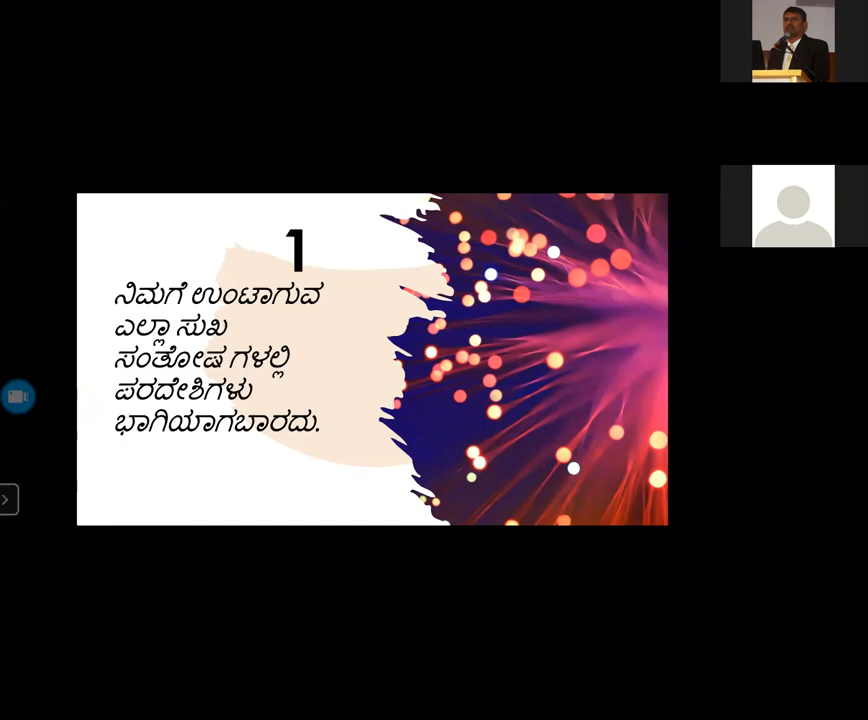 1
ನಿಮಗೆ ಉಂಟಾಗುವ
ಎಲ್ಲಾ ಸುಖ
ಸಂತೋಷ ಗಳಲ್ಲಿ
ಪರದೇಶಿಗಳು
ಭಾಗಿಯಾಗಬಾರದು.